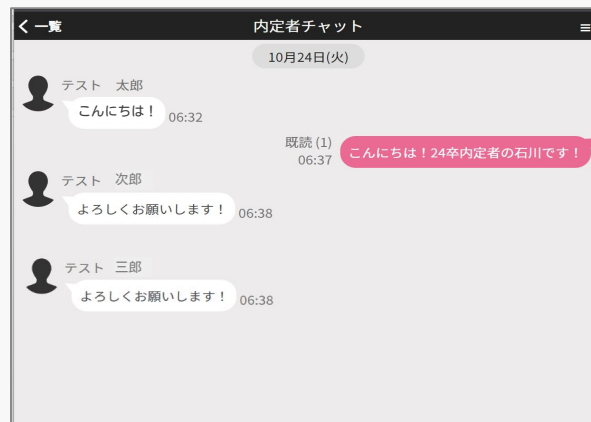 く 一覧
内定者チャット
≡
10月24日(火)
テスト 太郎
こんにちは！
06:32
既読 (1)
06:37
こんにちは！24卒内定者の石川です！
テスト 次郎
よろしくお願いします！
06:38
テスト 三郎
よろしくお願いします！
06:38